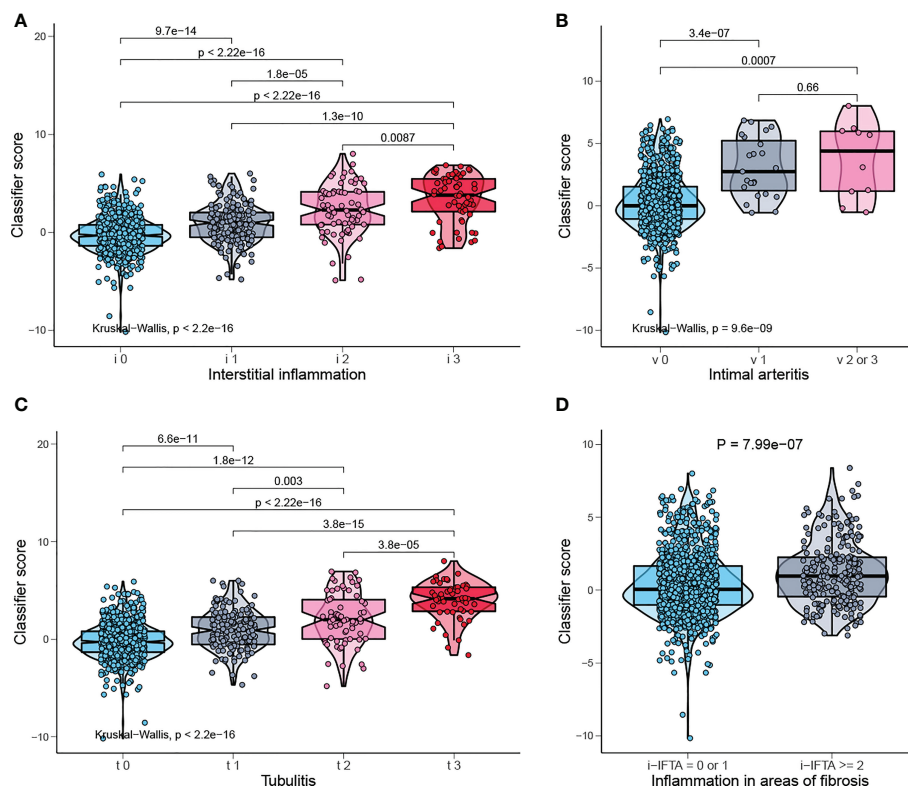 A
20
10
0
−10
Classifier score
9.7e−14
p < 2.22e−16
1.8e−05
p < 2.22e−16
1.3e−10
0.0087
Kruskal−Wallis, p < 2.2e−16
i 0 i 1 i 2 i 3
Interstitial inflammation
B
10
5
0
−5
−10
Classifier score
3.4e−07
0.0007
0.66
Kruskal−Wallis, p = 9.6e−09
v 0 v 1 v 2 or 3
Intimal arteritis
C
20
10
0
−10
Classifier score
6.6e−11
1.8e−12
0.003
p < 2.22e−16
3.8e−15
3.8e−05
Kruskal−Wallis, p < 2.2e−16
t 0 t 1 t 2 t 3
Tubulitis
D
10
5
0
−5
−10
Classifier score
P = 7.99e−07
i−IFTA = 0 or 1 i−IFTA >= 2
Inflammation in areas of fibrosis